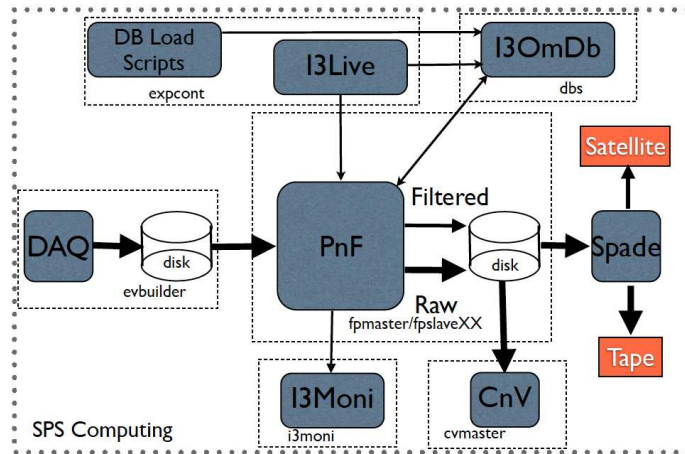 DB Load
Scripts
I3Live
I3OmDb
expcont
dbs
Satellite
Filtered
DAQ
disk
PnF
disk
Spade
evbuilder
Raw
fpmaster/fpslaveXX
Tape
I3Moni
CnV
SPS Computing
i3moni
cvmaster